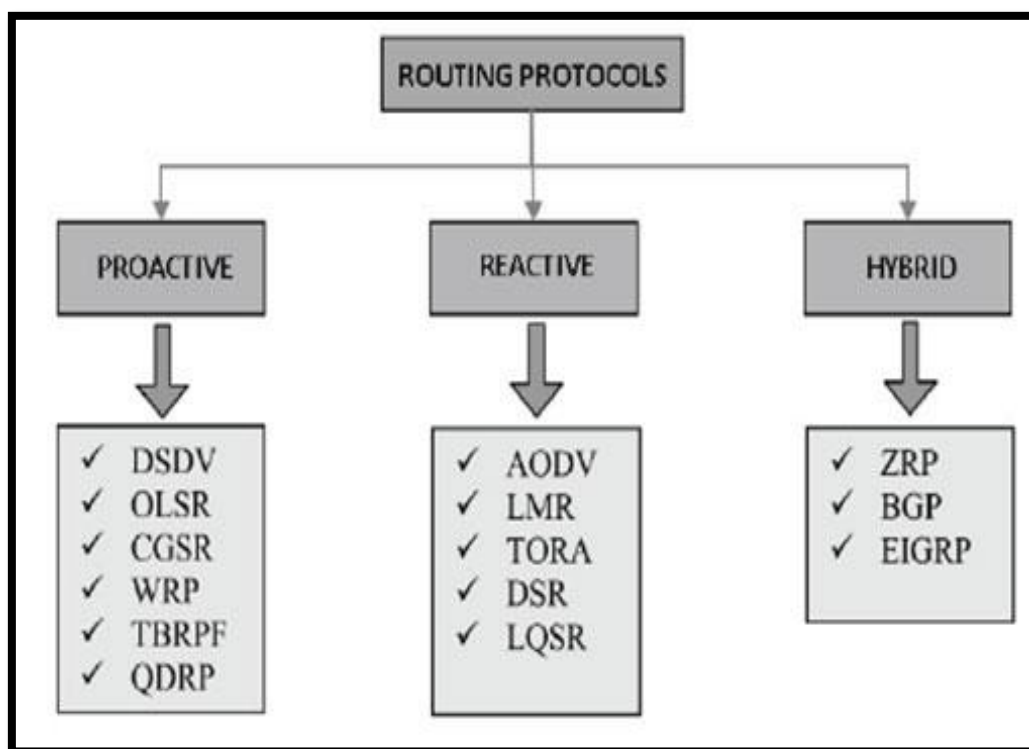 ROUTING PROTOCOLS
PROACTIVE
REACTIVE
HYBRID
✓ DSDV
✓ OLSR
✓ CGSR
✓ WRP
✓ TBRPF
✓ QDRP
✓ AODV
✓ LMR
✓ TORA
✓ DSR
✓ LQSR
✓ ZRP
✓ BGP
✓ EIGRP